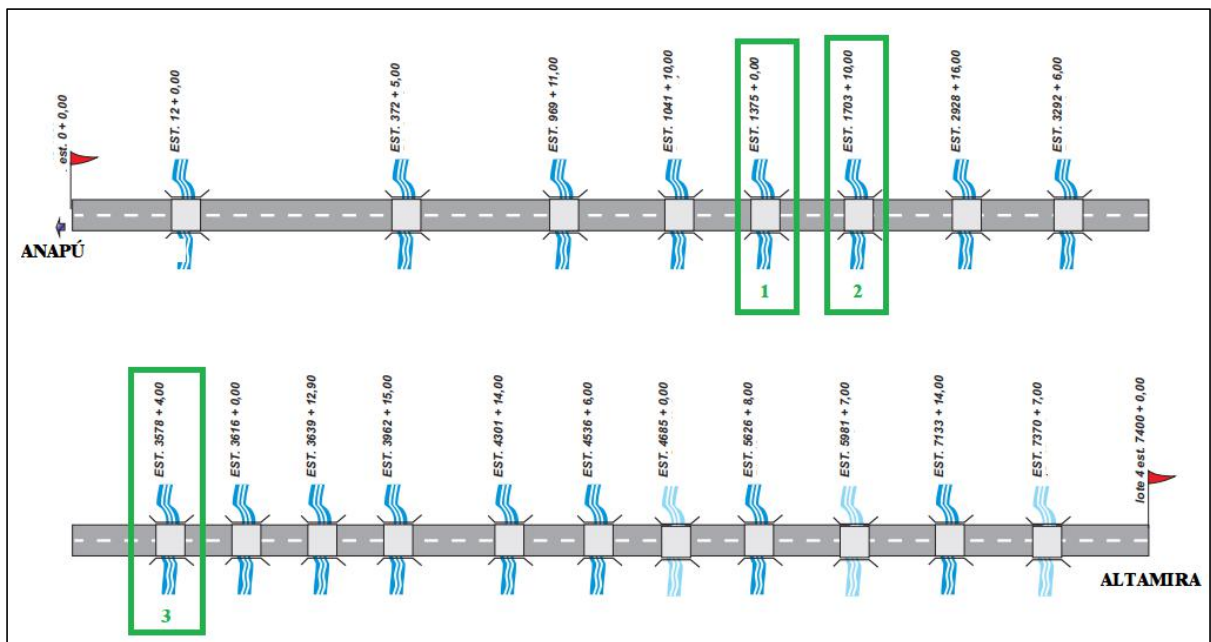 est. 0 + 0,00
EST. 12 + 0,00
EST. 372 + 5,00
EST. 969 + 11,00
EST. 1041 + 10,00
EST. 1375 + 0,00
EST. 1703 + 10,00
EST. 2928 + 16,00
EST. 3292 + 6,00
ANAPÚ
1
2
EST. 3578 + 4,00
EST. 3616 + 0,00
EST. 3639 + 12,90
EST. 3962 + 15,00
EST. 4301 + 14,00
EST. 4536 + 6,00
EST. 4685 + 0,00
EST. 5626 + 8,00
EST. 5981 + 7,00
EST. 7133 + 14,00
EST. 7370 + 7,00
lote 4 est. 7400 + 0,00
ALTAMIRA
3